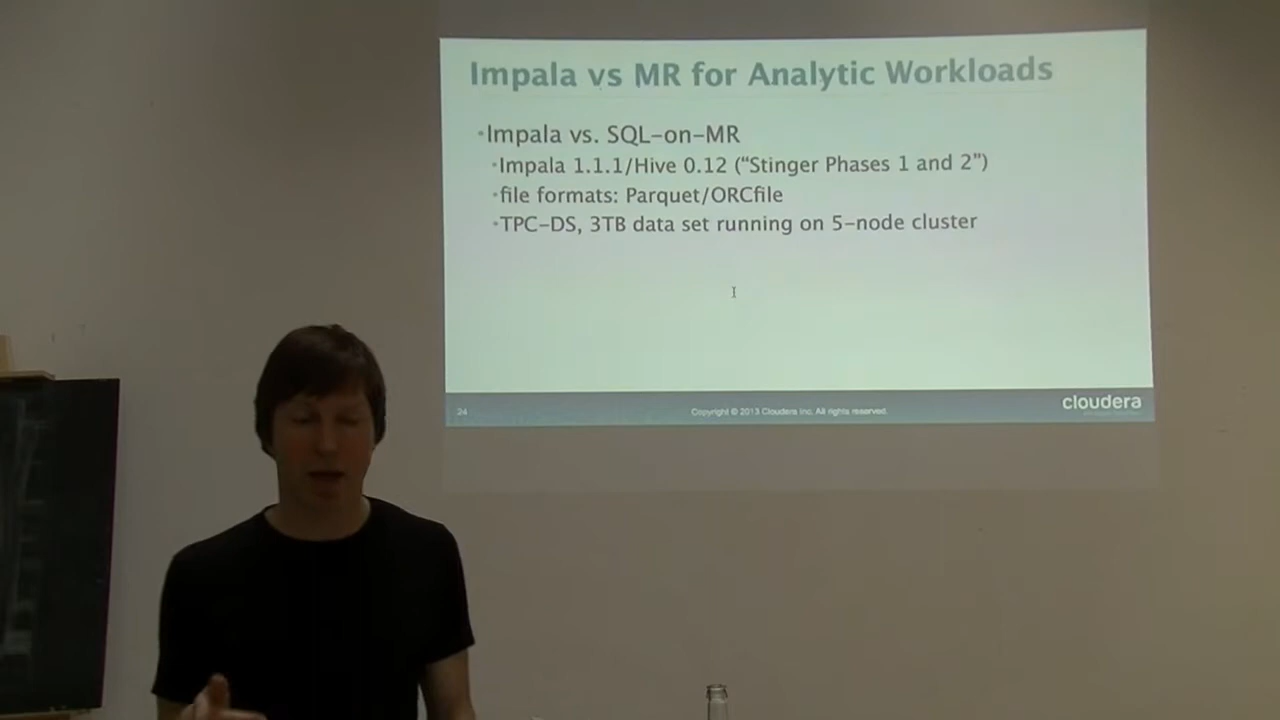 Impala vs MR for Analytic Workloads
•Impala vs. SQL-on-MR
•Impala 1.1.1/Hive 0.12 (“Stinger Phases 1 and 2”)
•file formats: Parquet/ORCfile
•TPC-DS, 3TB data set running on 5-node cluster
24
Copyright © 2013 Cloudera Inc. All rights reserved.
cloudera